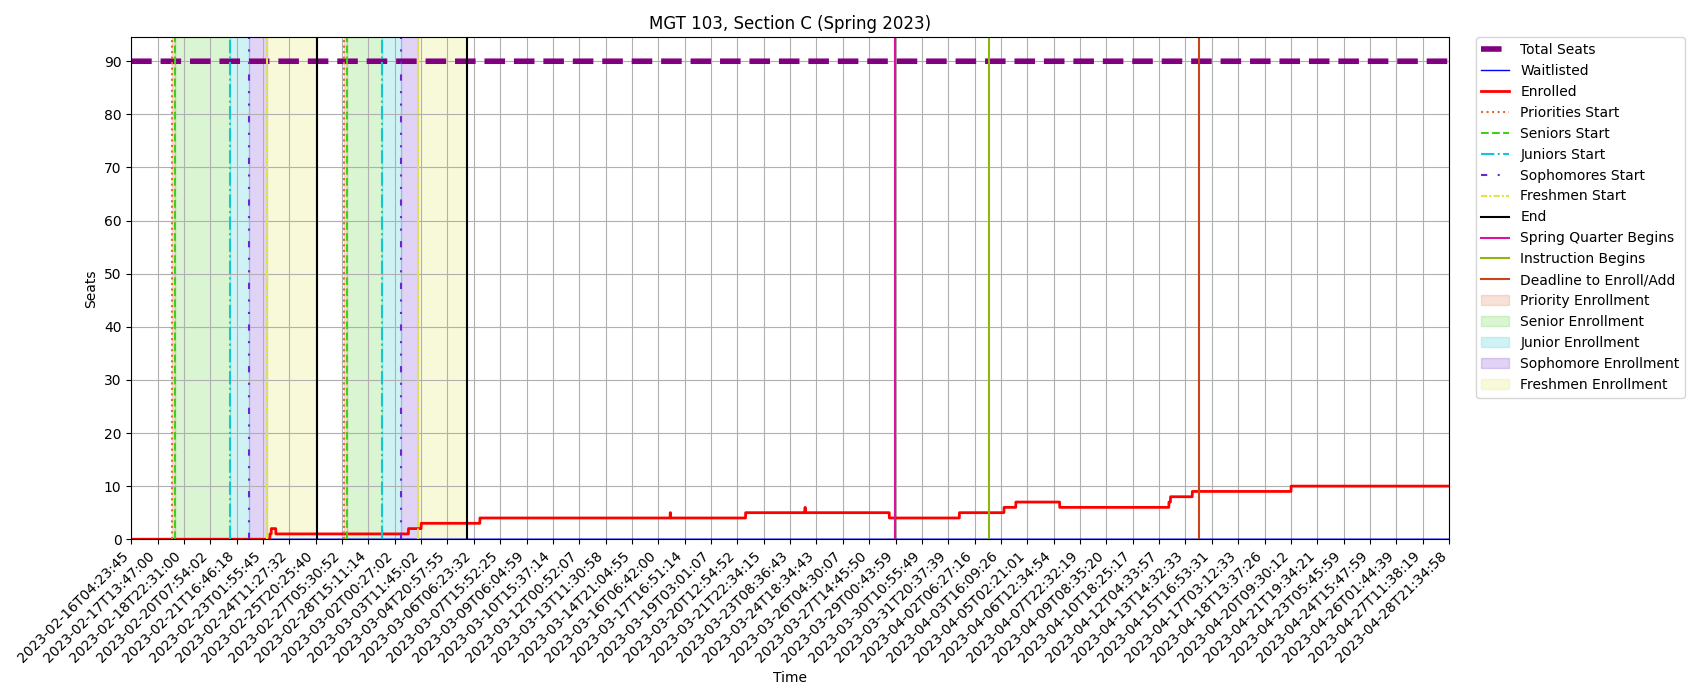 MGT 103, Section C (Spring 2023)
90
80
70
60
50
40
30
20
10
0
Seats
2023-02-16T04:23:45
2023-02-17T13:47:00
2023-02-18T22:31:00
2023-02-20T07:54:02
2023-02-21T16:46:18
2023-02-23T01:55:45
2023-02-24T11:27:32
2023-02-25T20:25:40
2023-02-27T05:30:52
2023-02-28T15:11:14
2023-03-02T00:27:02
2023-03-03T11:45:02
2023-03-04T20:57:55
2023-03-06T06:23:32
2023-03-07T15:52:25
2023-03-09T06:04:59
2023-03-10T15:37:14
2023-03-12T00:52:07
2023-03-13T11:30:58
2023-03-14T21:04:55
2023-03-16T06:42:00
2023-03-17T16:51:14
2023-03-19T03:01:07
2023-03-20T12:54:52
2023-03-21T22:34:15
2023-03-23T08:36:43
2023-03-24T18:34:43
2023-03-26T04:30:07
2023-03-27T14:45:50
2023-03-29T00:43:59
2023-03-30T10:55:49
2023-03-31T20:37:39
2023-04-02T06:27:16
2023-04-03T16:09:26
2023-04-05T02:21:01
2023-04-06T12:34:54
2023-04-07T22:32:19
2023-04-09T08:35:20
2023-04-10T18:25:17
2023-04-12T04:33:57
2023-04-13T14:32:33
2023-04-15T16:53:31
2023-04-17T03:12:33
2023-04-18T13:37:26
2023-04-20T09:30:12
2023-04-21T19:34:21
2023-04-23T05:45:59
2023-04-24T15:47:59
2023-04-26T01:44:39
2023-04-27T11:38:19
2023-04-28T21:34:58
Time
Total Seats
Waitlisted
Enrolled
Priorities Start
Seniors Start
Juniors Start
Sophomores Start
Freshmen Start
End
Spring Quarter Begins
Instruction Begins
Deadline to Enroll/Add
Priority Enrollment
Senior Enrollment
Junior Enrollment
Sophomore Enrollment
Freshmen Enrollment